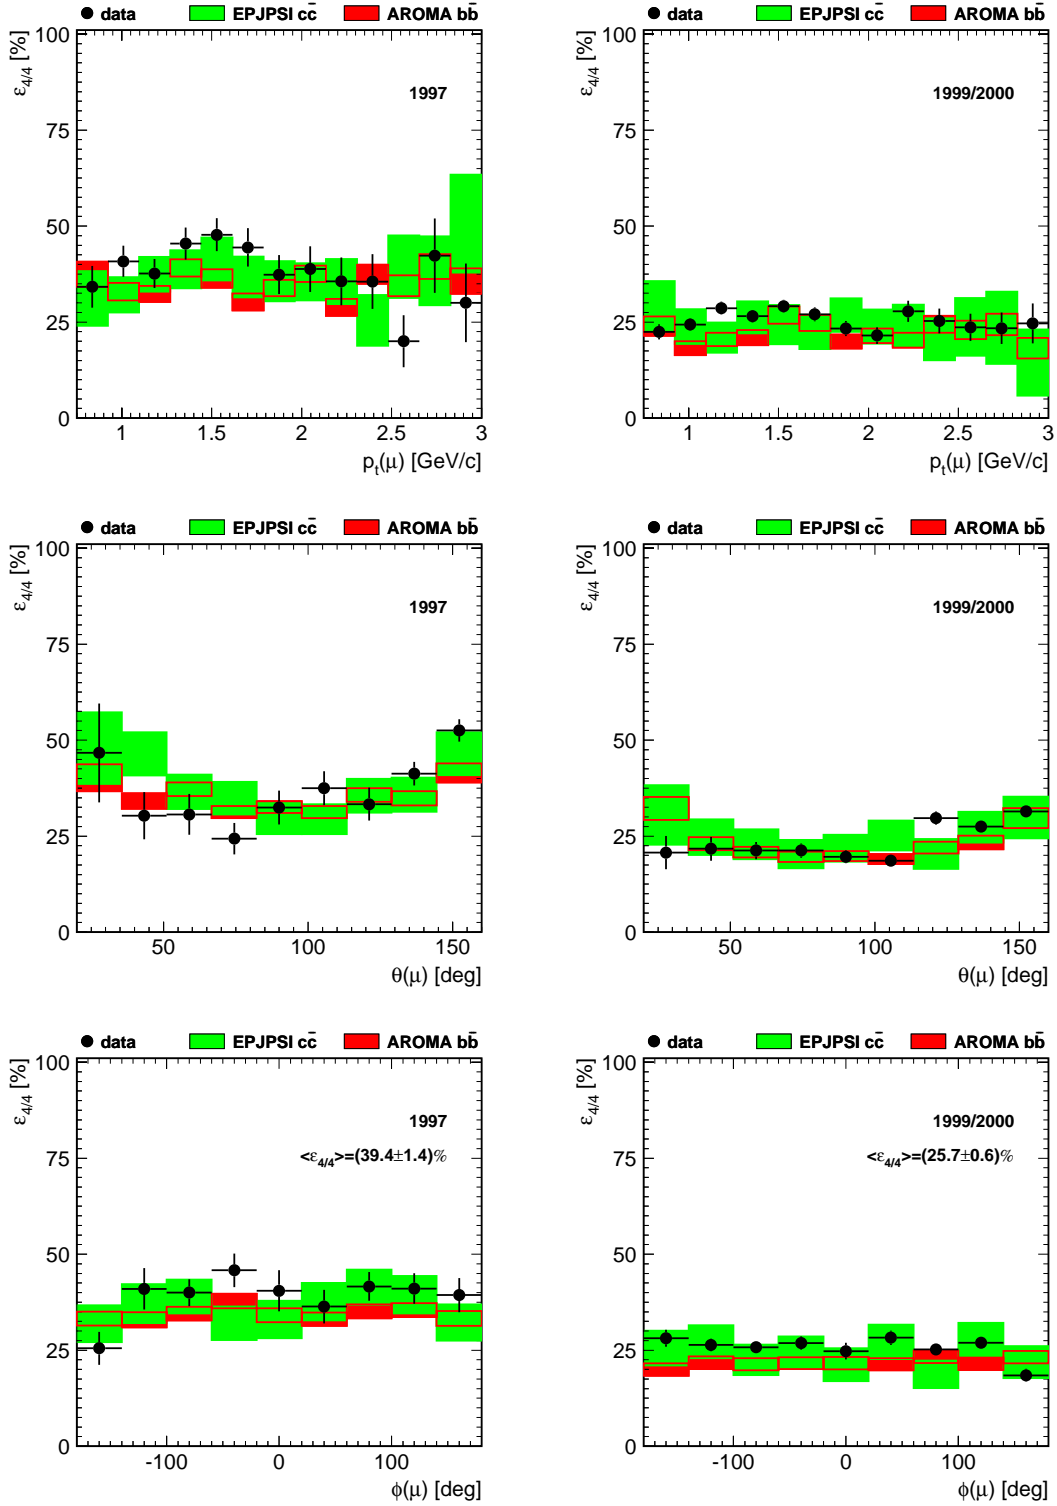 data EPJPSI cc̄ AROMA bb̄
ε4/4 [%]
1997
100
75
50
25
0
1 1.5 2 2.5 3
pt(μ) [GeV/c]
data EPJPSI cc̄ AROMA bb̄
ε4/4 [%]
1999/2000
100
75
50
25
0
1 1.5 2 2.5 3
pt(μ) [GeV/c]
data EPJPSI cc̄ AROMA bb̄
ε4/4 [%]
1997
100
75
50
25
0
50 100 150
θ(μ) [deg]
data EPJPSI cc̄ AROMA bb̄
ε4/4 [%]
1999/2000
100
75
50
25
0
50 100 150
θ(μ) [deg]
data EPJPSI cc̄ AROMA bb̄
ε4/4 [%]
1997
<ε4/4>=(39.4±1.4)%
100
75
50
25
0
-100 0 100
ϕ(μ) [deg]
data EPJPSI cc̄ AROMA bb̄
ε4/4 [%]
1999/2000
<ε4/4>=(25.7±0.6)%
100
75
50
25
0
-100 0 100
ϕ(μ) [deg]